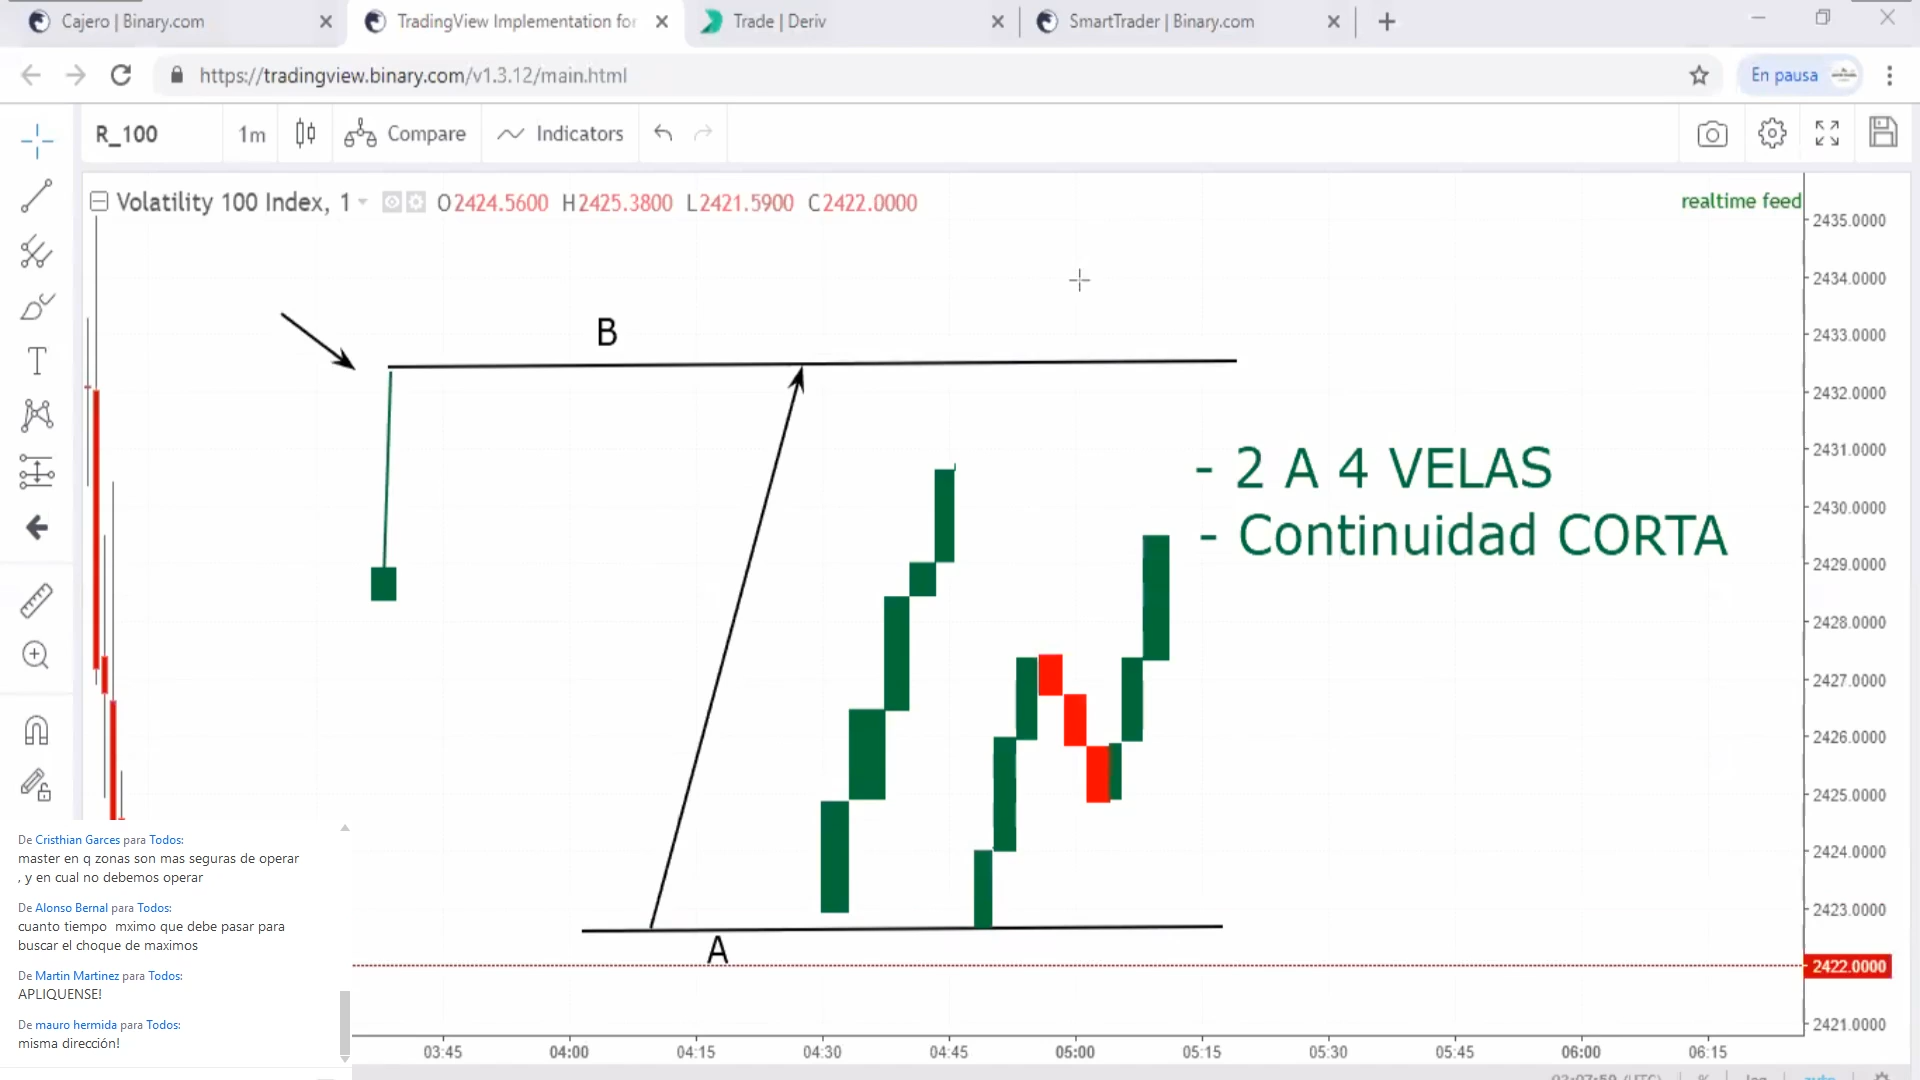 Cajero | Binary.com
TradingView Implementation for
Trade | Deriv
SmartTrader | Binary.com
https://tradingview.binary.com/v1.3.12/main.html
En pausa
R_100
1m
Compare
Indicators
Volatility 100 Index, 1
O2424.5600 H2425.3800 L2421.5900 C2422.0000
realtime feed
2435.0000
2434.0000
2433.0000
2432.0000
2431.0000
2430.0000
2429.0000
2428.0000
2427.0000
2426.0000
2425.0000
2424.0000
2423.0000
2422.0000
2421.0000
B
- 2 A 4 VELAS
- Continuidad CORTA
A
De Cristhian Garces para Todos:
master en q zonas son mas seguras de operar
, y en cual no debemos operar
De Alonso Bernal para Todos:
cuanto tiempo mximo que debe pasar para
buscar el choque de maximos
De Martin Martinez para Todos:
APLIQUENSE!
De mauro hermida para Todos:
misma dirección!
03:45 04:00 04:15 04:30 04:45 05:00 05:15 05:30 05:45 06:00 06:15